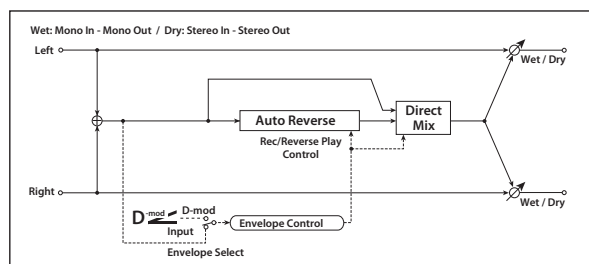 Wet: Mono In - Mono Out / Dry: Stereo In - Stereo Out
Left
Wet / Dry
Auto Reverse
Direct
Mix
Rec/Reverse Play
Control
Right
Wet / Dry
D-mod
D-mod
Input
Envelope Control
Envelope Select